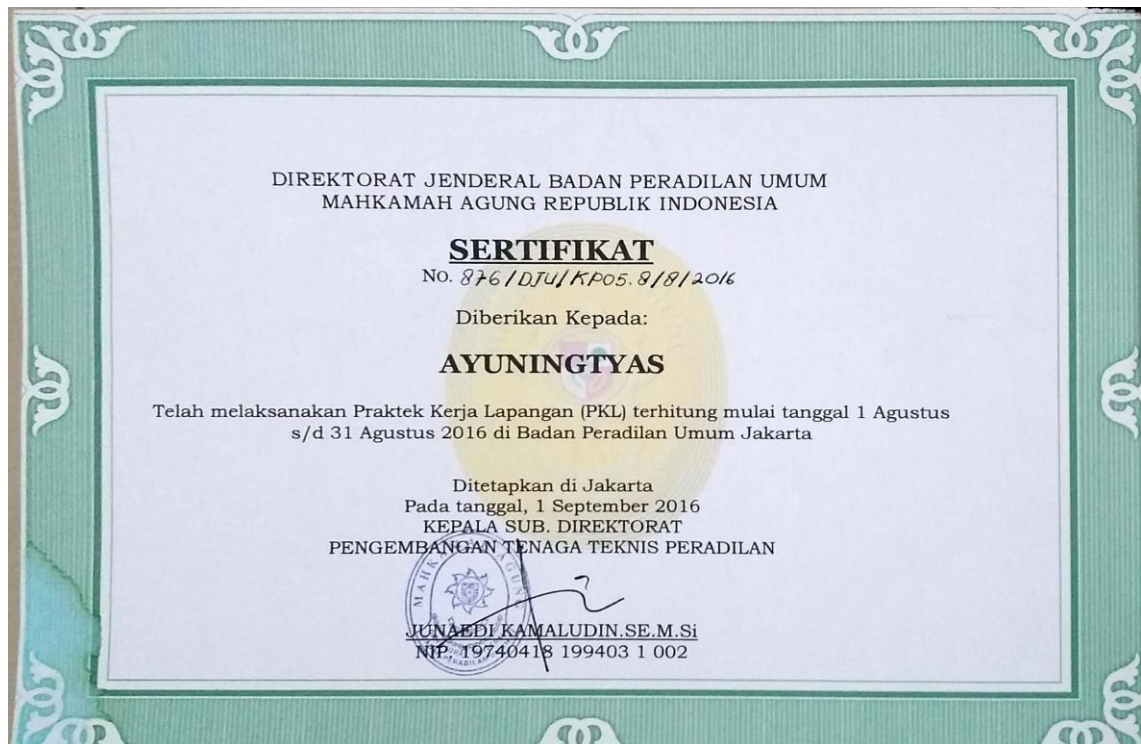 DIREKTORAT JENDERAL BADAN PERADILAN UMUM
MAHKAMAH AGUNG REPUBLIK INDONESIA
SERTIFIKAT
No. 876/DJU/KP05.8/8/2016
Diberikan Kepada:
AYUNINGTYAS
Telah melaksanakan Praktek Kerja Lapangan (PKL) terhitung mulai tanggal 1 Agustus
s/d 31 Agustus 2016 di Badan Peradilan Umum Jakarta
Ditetapkan di Jakarta
Pada tanggal, 1 September 2016
KEPALA SUB. DIREKTORAT
PENGEMBANGAN TENAGA TEKNIS PERADILAN
MAHKAMAH AGUNG
JUNAEDI KAMALUDIN.SE.M.Si
NIP. 19740418 199403 1 002